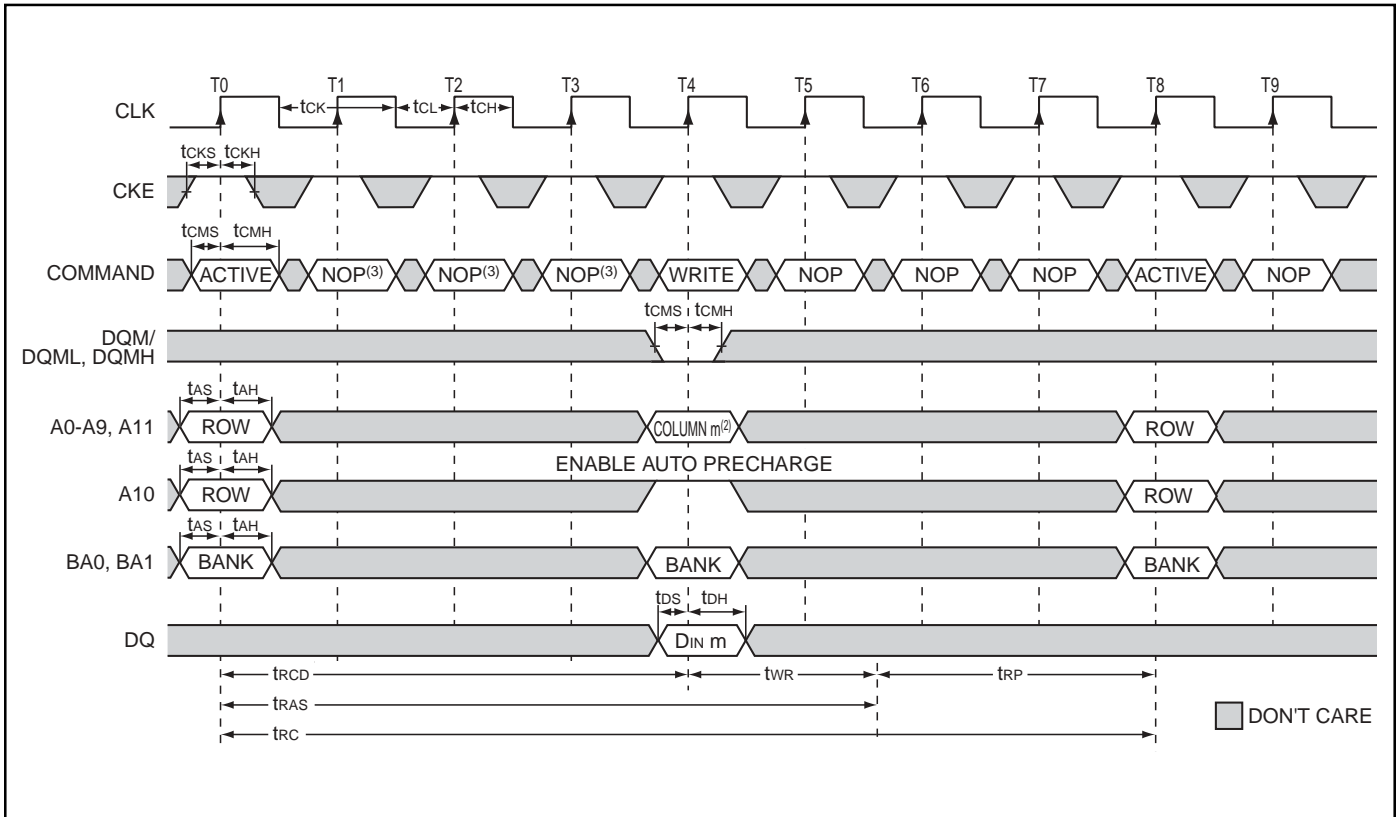 T0 T1 T2 T3 T4 T5 T6 T7 T8 T9
CLK
tCK tCL tCH
tCKS tCKH
CKE
tCMS tCMH
COMMAND ACTIVE NOP(3) NOP(3) NOP(3) WRITE NOP NOP NOP ACTIVE NOP
tCMS tCMH
DQM/
DQML, DQMH
tAS tAH
A0-A9, A11 ROW COLUMN m(2) ROW
ENABLE AUTO PRECHARGE
tAS tAH
A10 ROW ROW
tAS tAH
BA0, BA1 BANK BANK BANK
tDS tDH
DQ DIN m
tRCD tWR tRP
tRAS
DON'T CARE
tRC